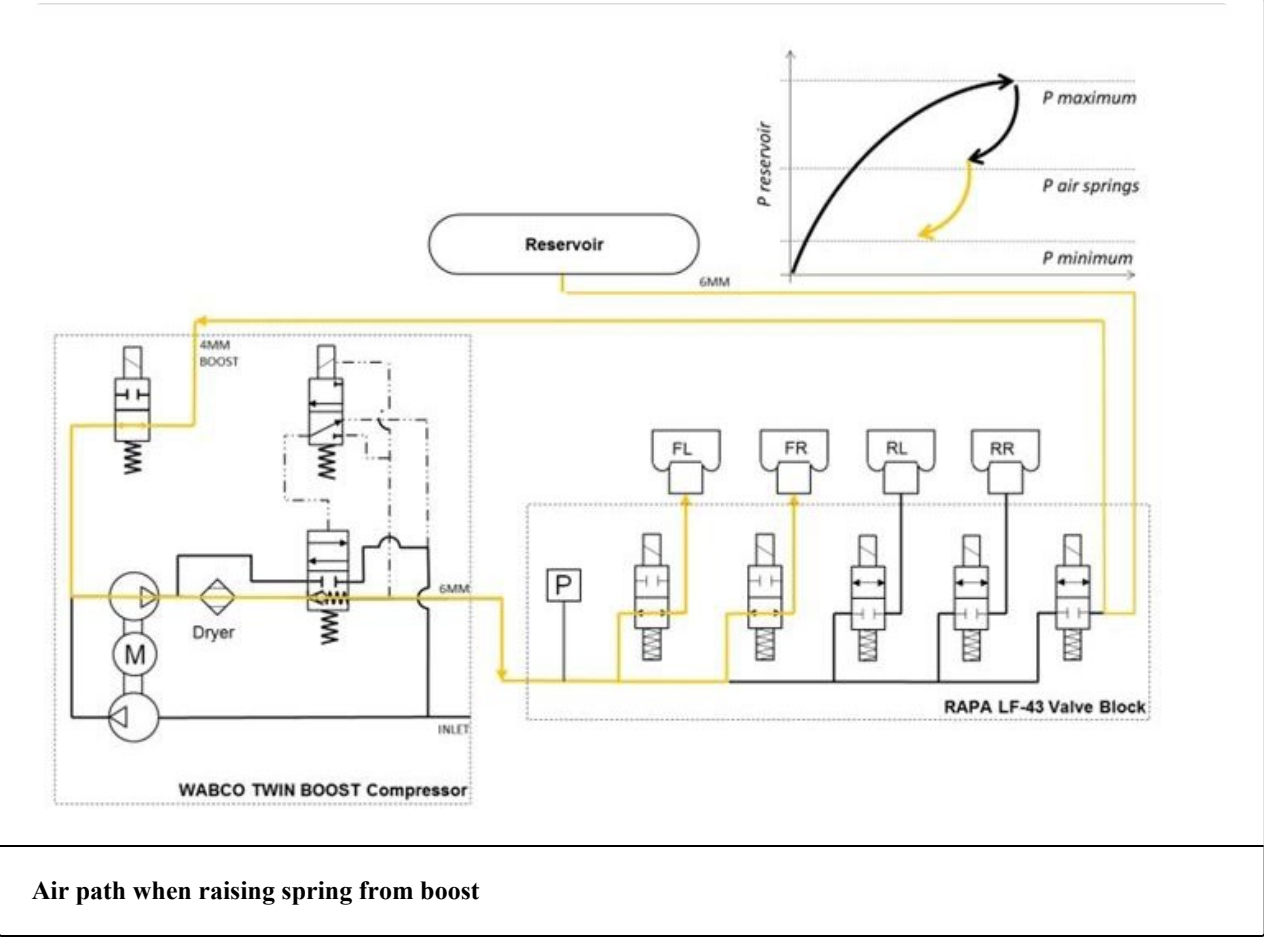 P reservoir
P maximum
P air springs
P minimum
Reservoir
6MM
4MM
BOOST
FL
FR
RL
RR
6MM
P
Dryer
M
INLET
RAPA LF-43 Valve Block
WABCO TWIN BOOST Compressor
Air path when raising spring from boost